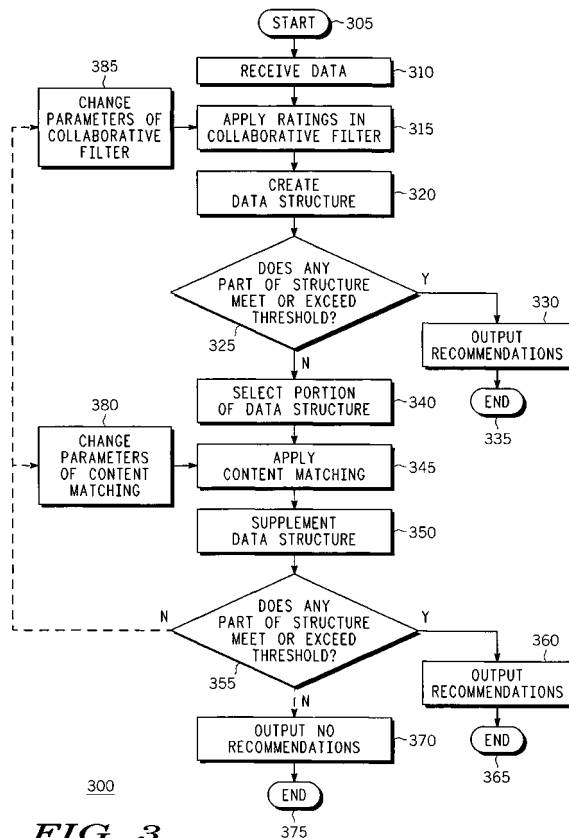 START
305
RECEIVE DATA
310
385
CHANGE
PARAMETERS OF
COLLABORATIVE
FILTER
APPLY RATINGS IN
COLLABORATIVE FILTER
315
CREATE
DATA STRUCTURE
320
DOES ANY
PART OF STRUCTURE
MEET OR EXCEED
THRESHOLD?
325
Y
N
330
OUTPUT
RECOMMENDATIONS
END
335
SELECT PORTION
OF DATA STRUCTURE
340
380
CHANGE
PARAMETERS
OF CONTENT
MATCHING
APPLY
CONTENT MATCHING
345
SUPPLEMENT
DATA STRUCTURE
350
N
DOES ANY
PART OF STRUCTURE
MEET OR EXCEED
THRESHOLD?
355
Y
N
360
OUTPUT
RECOMMENDATIONS
END
365
OUTPUT NO
RECOMMENDATIONS
370
END
375
300
FIG. 3